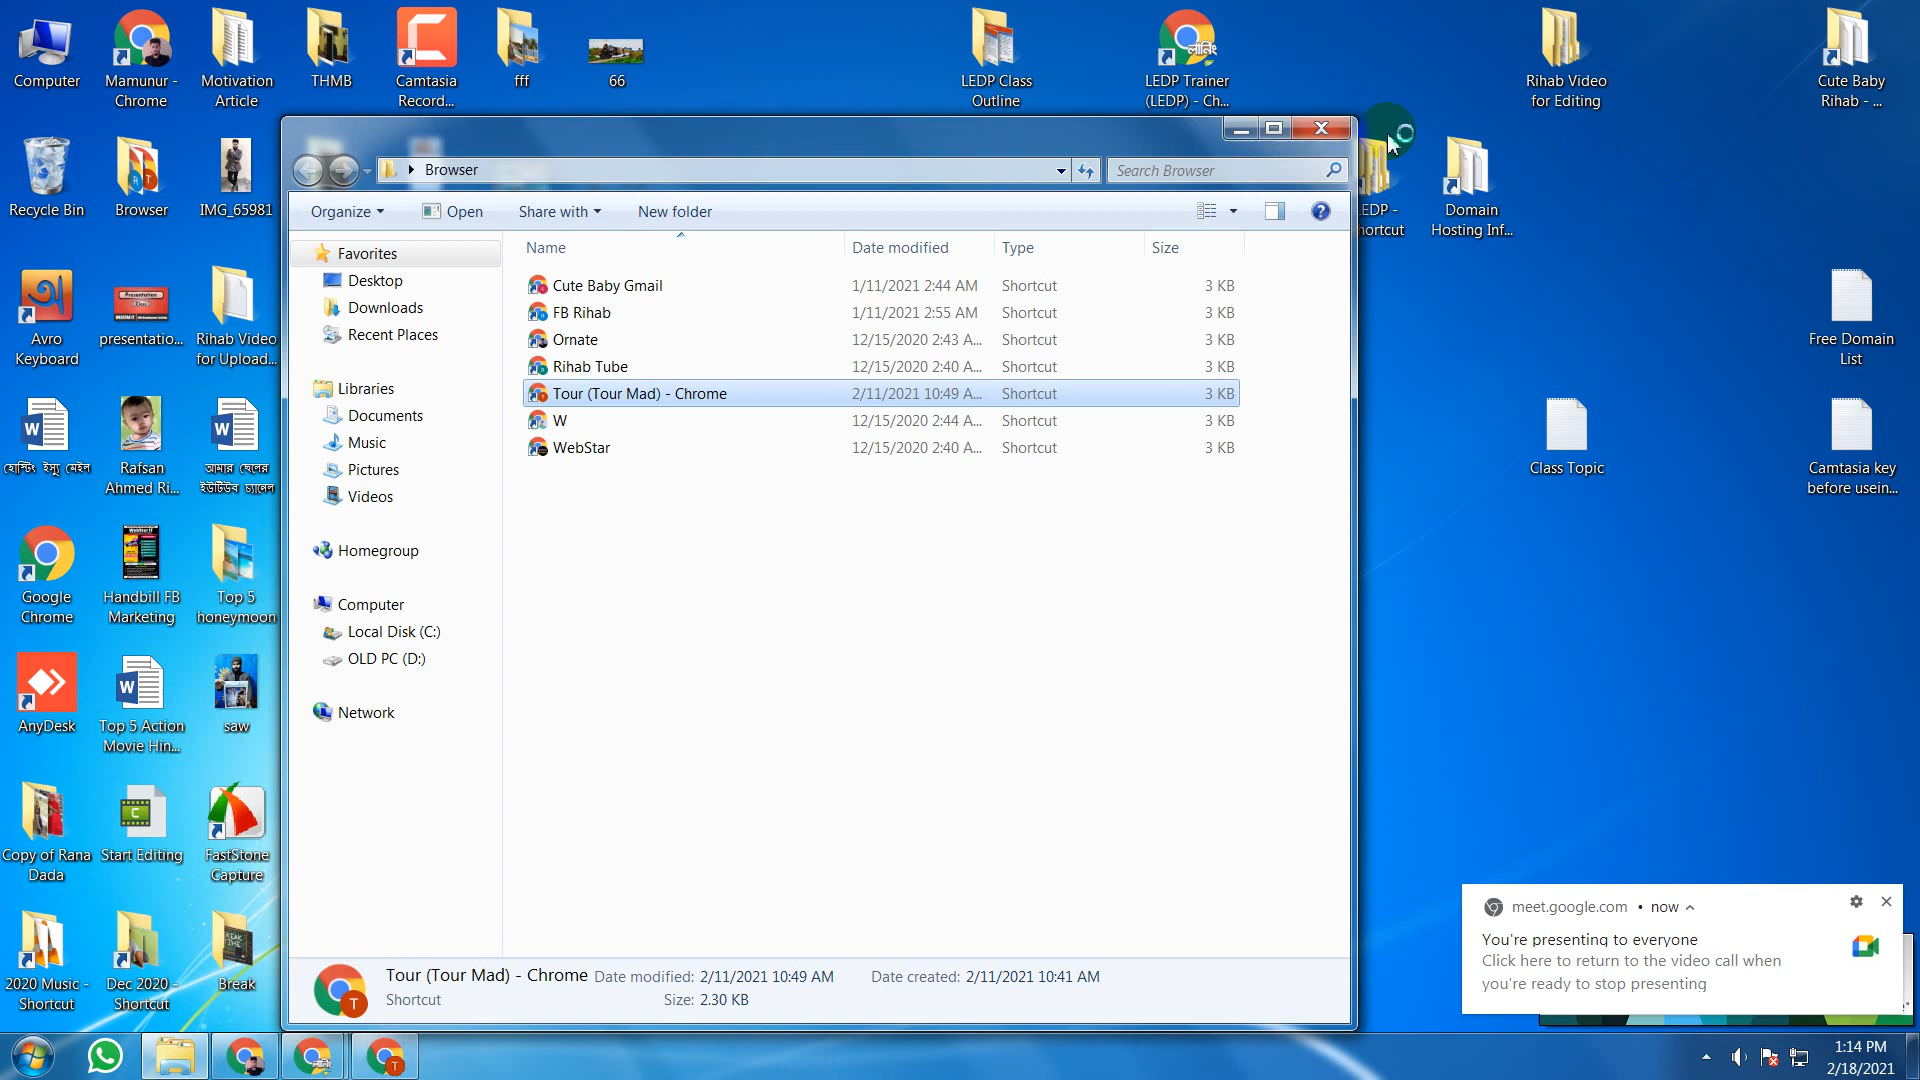 Computer
Mamunur - Chrome
Motivation Article
THMB
Camtasia Record...
fff
66
LEDP Class Outline
LEDP Trainer (LEDP) - Ch...
Rihab Video for Editing
Cute Baby Rihab - ...
Recycle Bin
Browser
IMG_65981
Domain Hosting Inf...
Avro Keyboard
presentatio...
Rihab Video for Upload...
Free Domain List
হোস্টিং ইস্যু মেইল
Rafsan Ahmed Ri...
আমার ছেলের ইউটিউব চ্যানেল
Class Topic
Camtasia key before usein...
Google Chrome
Handbill FB Marketing
Top 5 honeymoon
AnyDesk
Top 5 Action Movie Hin...
saw
Copy of Rana Dada
Start Editing
FastStone Capture
2020 Music - Shortcut
Dec 2020 - Shortcut
Break
Browser
Search Browser
Organize
Open
Share with
New folder
Favorites
Desktop
Downloads
Recent Places
Libraries
Documents
Music
Pictures
Videos
Homegroup
Computer
Local Disk (C:)
OLD PC (D:)
Network
Name Date modified Type Size
Cute Baby Gmail 1/11/2021 2:44 AM Shortcut 3 KB
FB Rihab 1/11/2021 2:55 AM Shortcut 3 KB
Ornate 12/15/2020 2:43 A... Shortcut 3 KB
Rihab Tube 12/15/2020 2:40 A... Shortcut 3 KB
Tour (Tour Mad) - Chrome 2/11/2021 10:49 A... Shortcut 3 KB
W 12/15/2020 2:44 A... Shortcut 3 KB
WebStar 12/15/2020 2:40 A... Shortcut 3 KB
Tour (Tour Mad) - Chrome Date modified: 2/11/2021 10:49 AM Date created: 2/11/2021 10:41 AM
Shortcut Size: 2.30 KB
meet.google.com • now
You're presenting to everyone
Click here to return to the video call when
you're ready to stop presenting
1:14 PM
2/18/2021